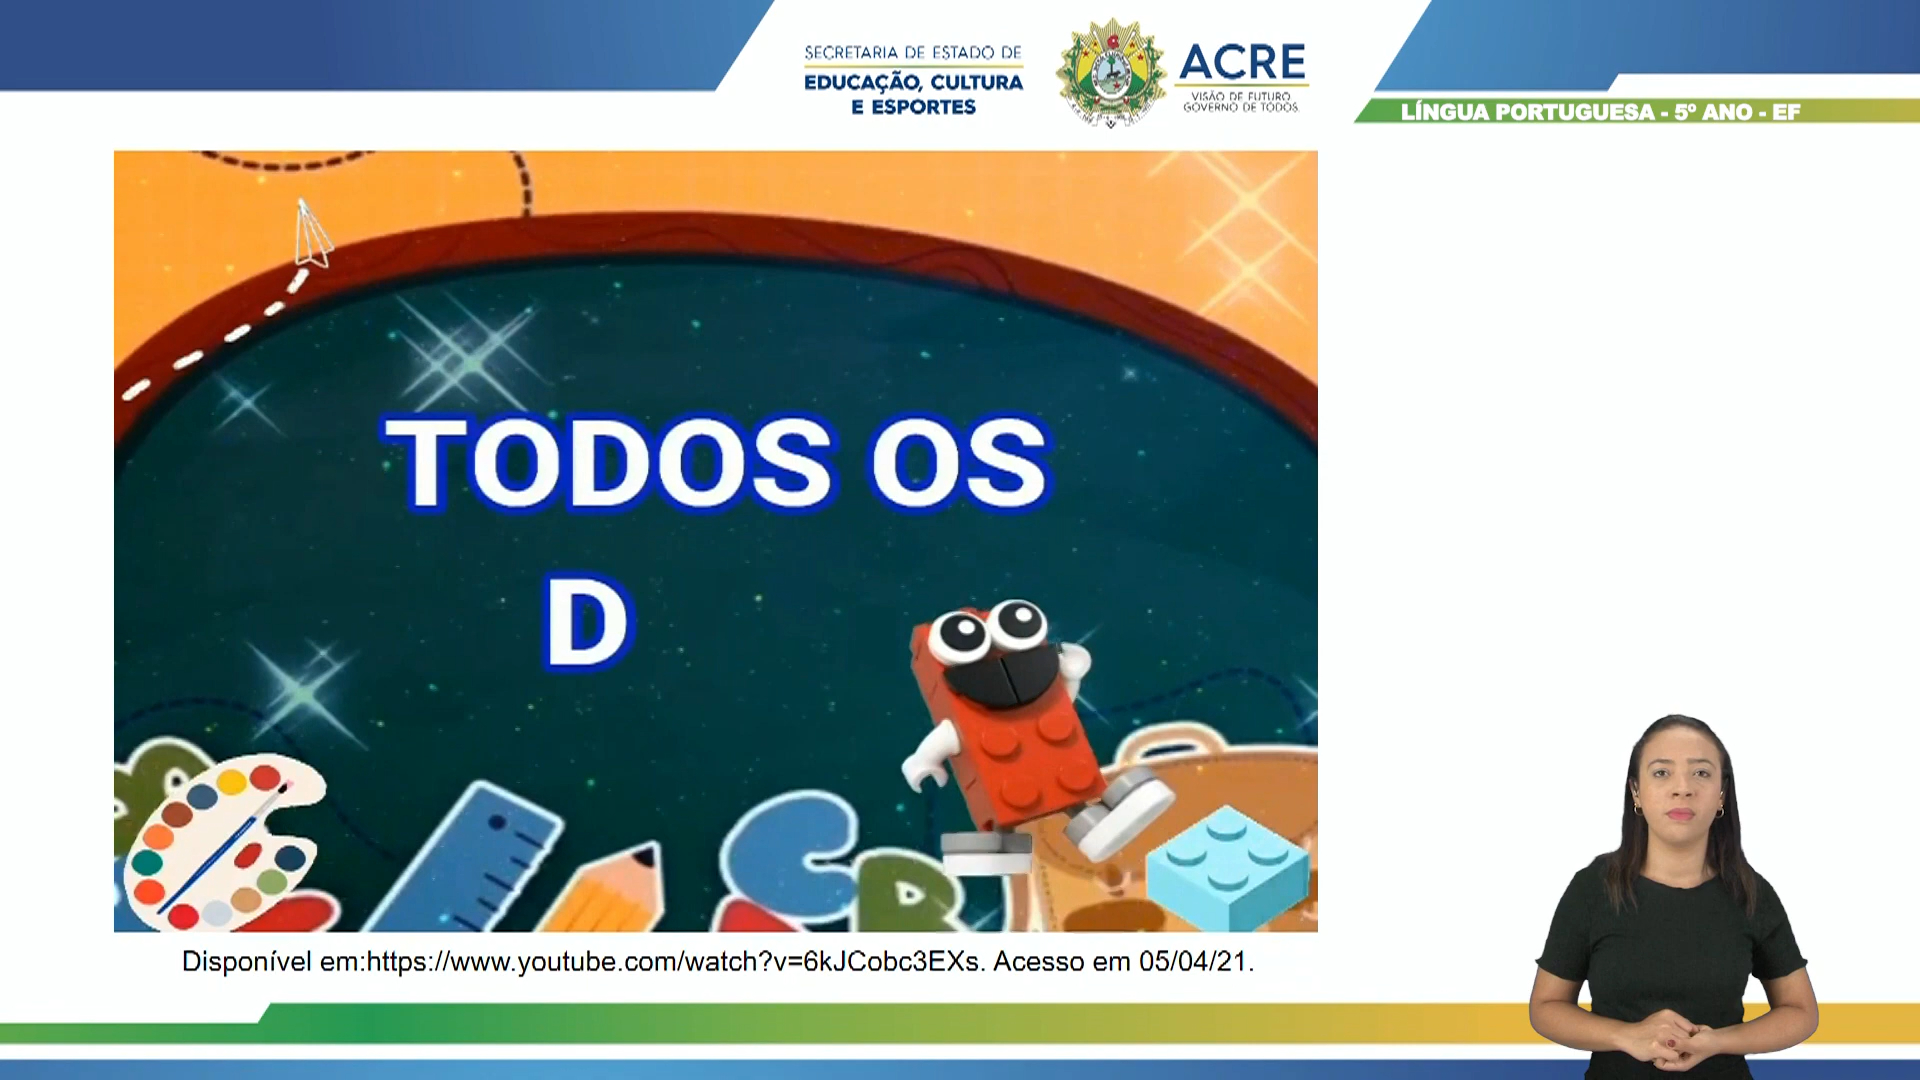 SECRETARIA DE ESTADO DE
EDUCAÇÃO, CULTURA
E ESPORTES
ACRE
VISÃO DE FUTURO
GOVERNO DE TODOS
LÍNGUA PORTUGUESA - 5º ANO - EF
TODOS OS
D
Disponível em:https://www.youtube.com/watch?v=6kJCobc3EXs. Acesso em 05/04/21.